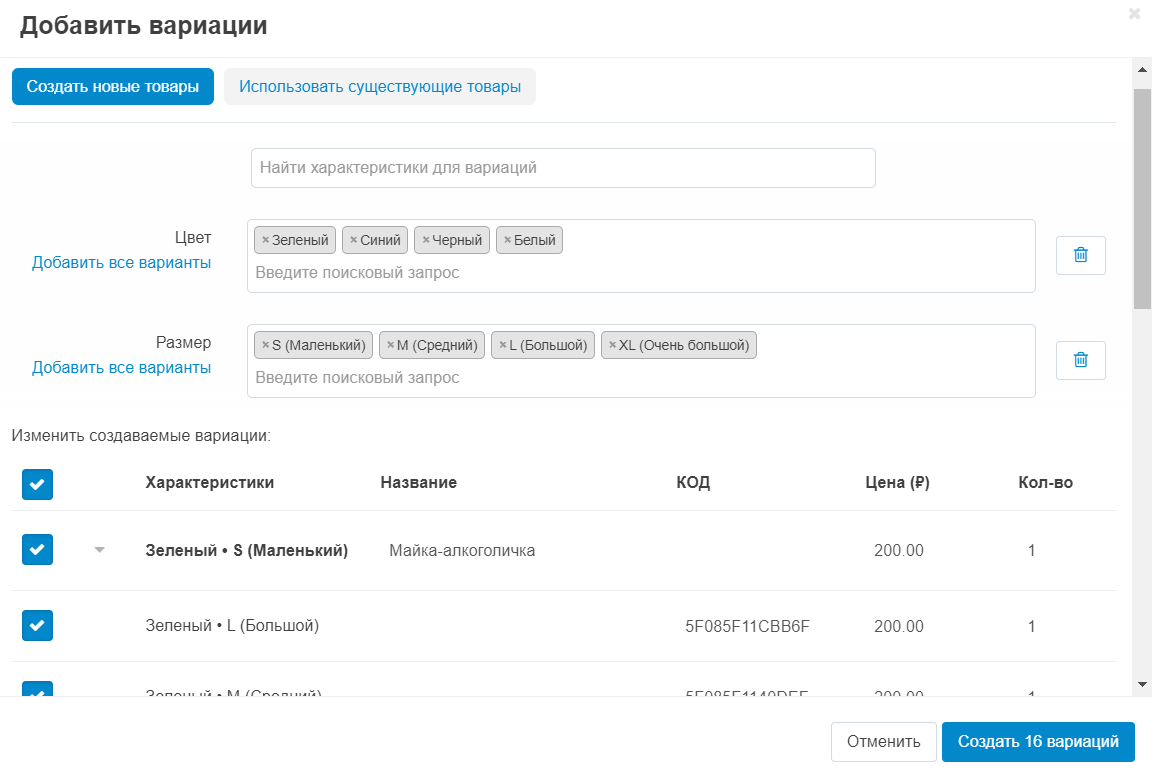 Добавить вариации
Создать новые товары Использовать существующие товары
Найти характеристики для вариаций
Цвет
Добавить все варианты
Зеленый Синий Черный Белый
Введите поисковый запрос
Размер
Добавить все варианты
S (Маленький) M (Средний) L (Большой) XL (Очень большой)
Введите поисковый запрос
Изменить создаваемые вариации:
Характеристики Название КОД Цена (₽) Кол-во
Зеленый • S (Маленький) Майка-алкоголичка 200.00 1
Зеленый • L (Большой) 5F085F11CBB6F 200.00 1
Зеленый • M (Средний) 5F085F1140DEF 200.00 1
Отменить Создать 16 вариаций